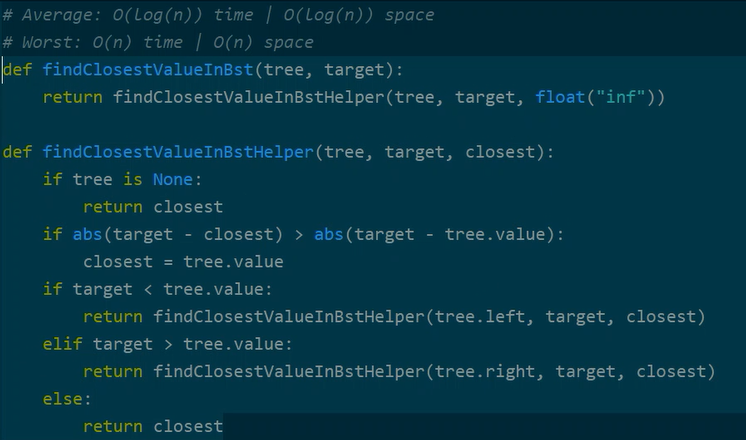 # Average: O(log(n)) time | O(log(n)) space
# Worst: O(n) time | O(n) space
def findClosestValueInBst(tree, target):
    return findClosestValueInBstHelper(tree, target, float("inf"))

def findClosestValueInBstHelper(tree, target, closest):
    if tree is None:
        return closest
    if abs(target - closest) > abs(target - tree.value):
        closest = tree.value
    if target < tree.value:
        return findClosestValueInBstHelper(tree.left, target, closest)
    elif target > tree.value:
        return findClosestValueInBstHelper(tree.right, target, closest)
    else:
        return closest